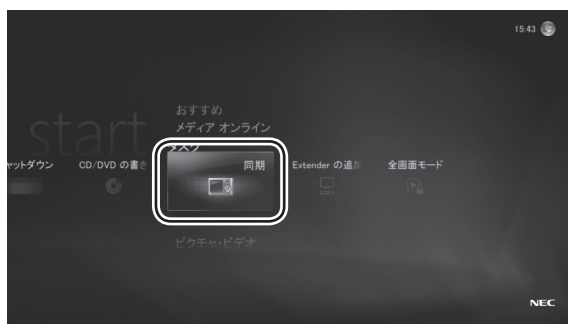 15:43
start
おすすめ
メディア オンライン
タスク
ャットダウン CD/DVD の書き 同期 Extender の追加 全画面モード
ピクチャ・ビデオ
NEC